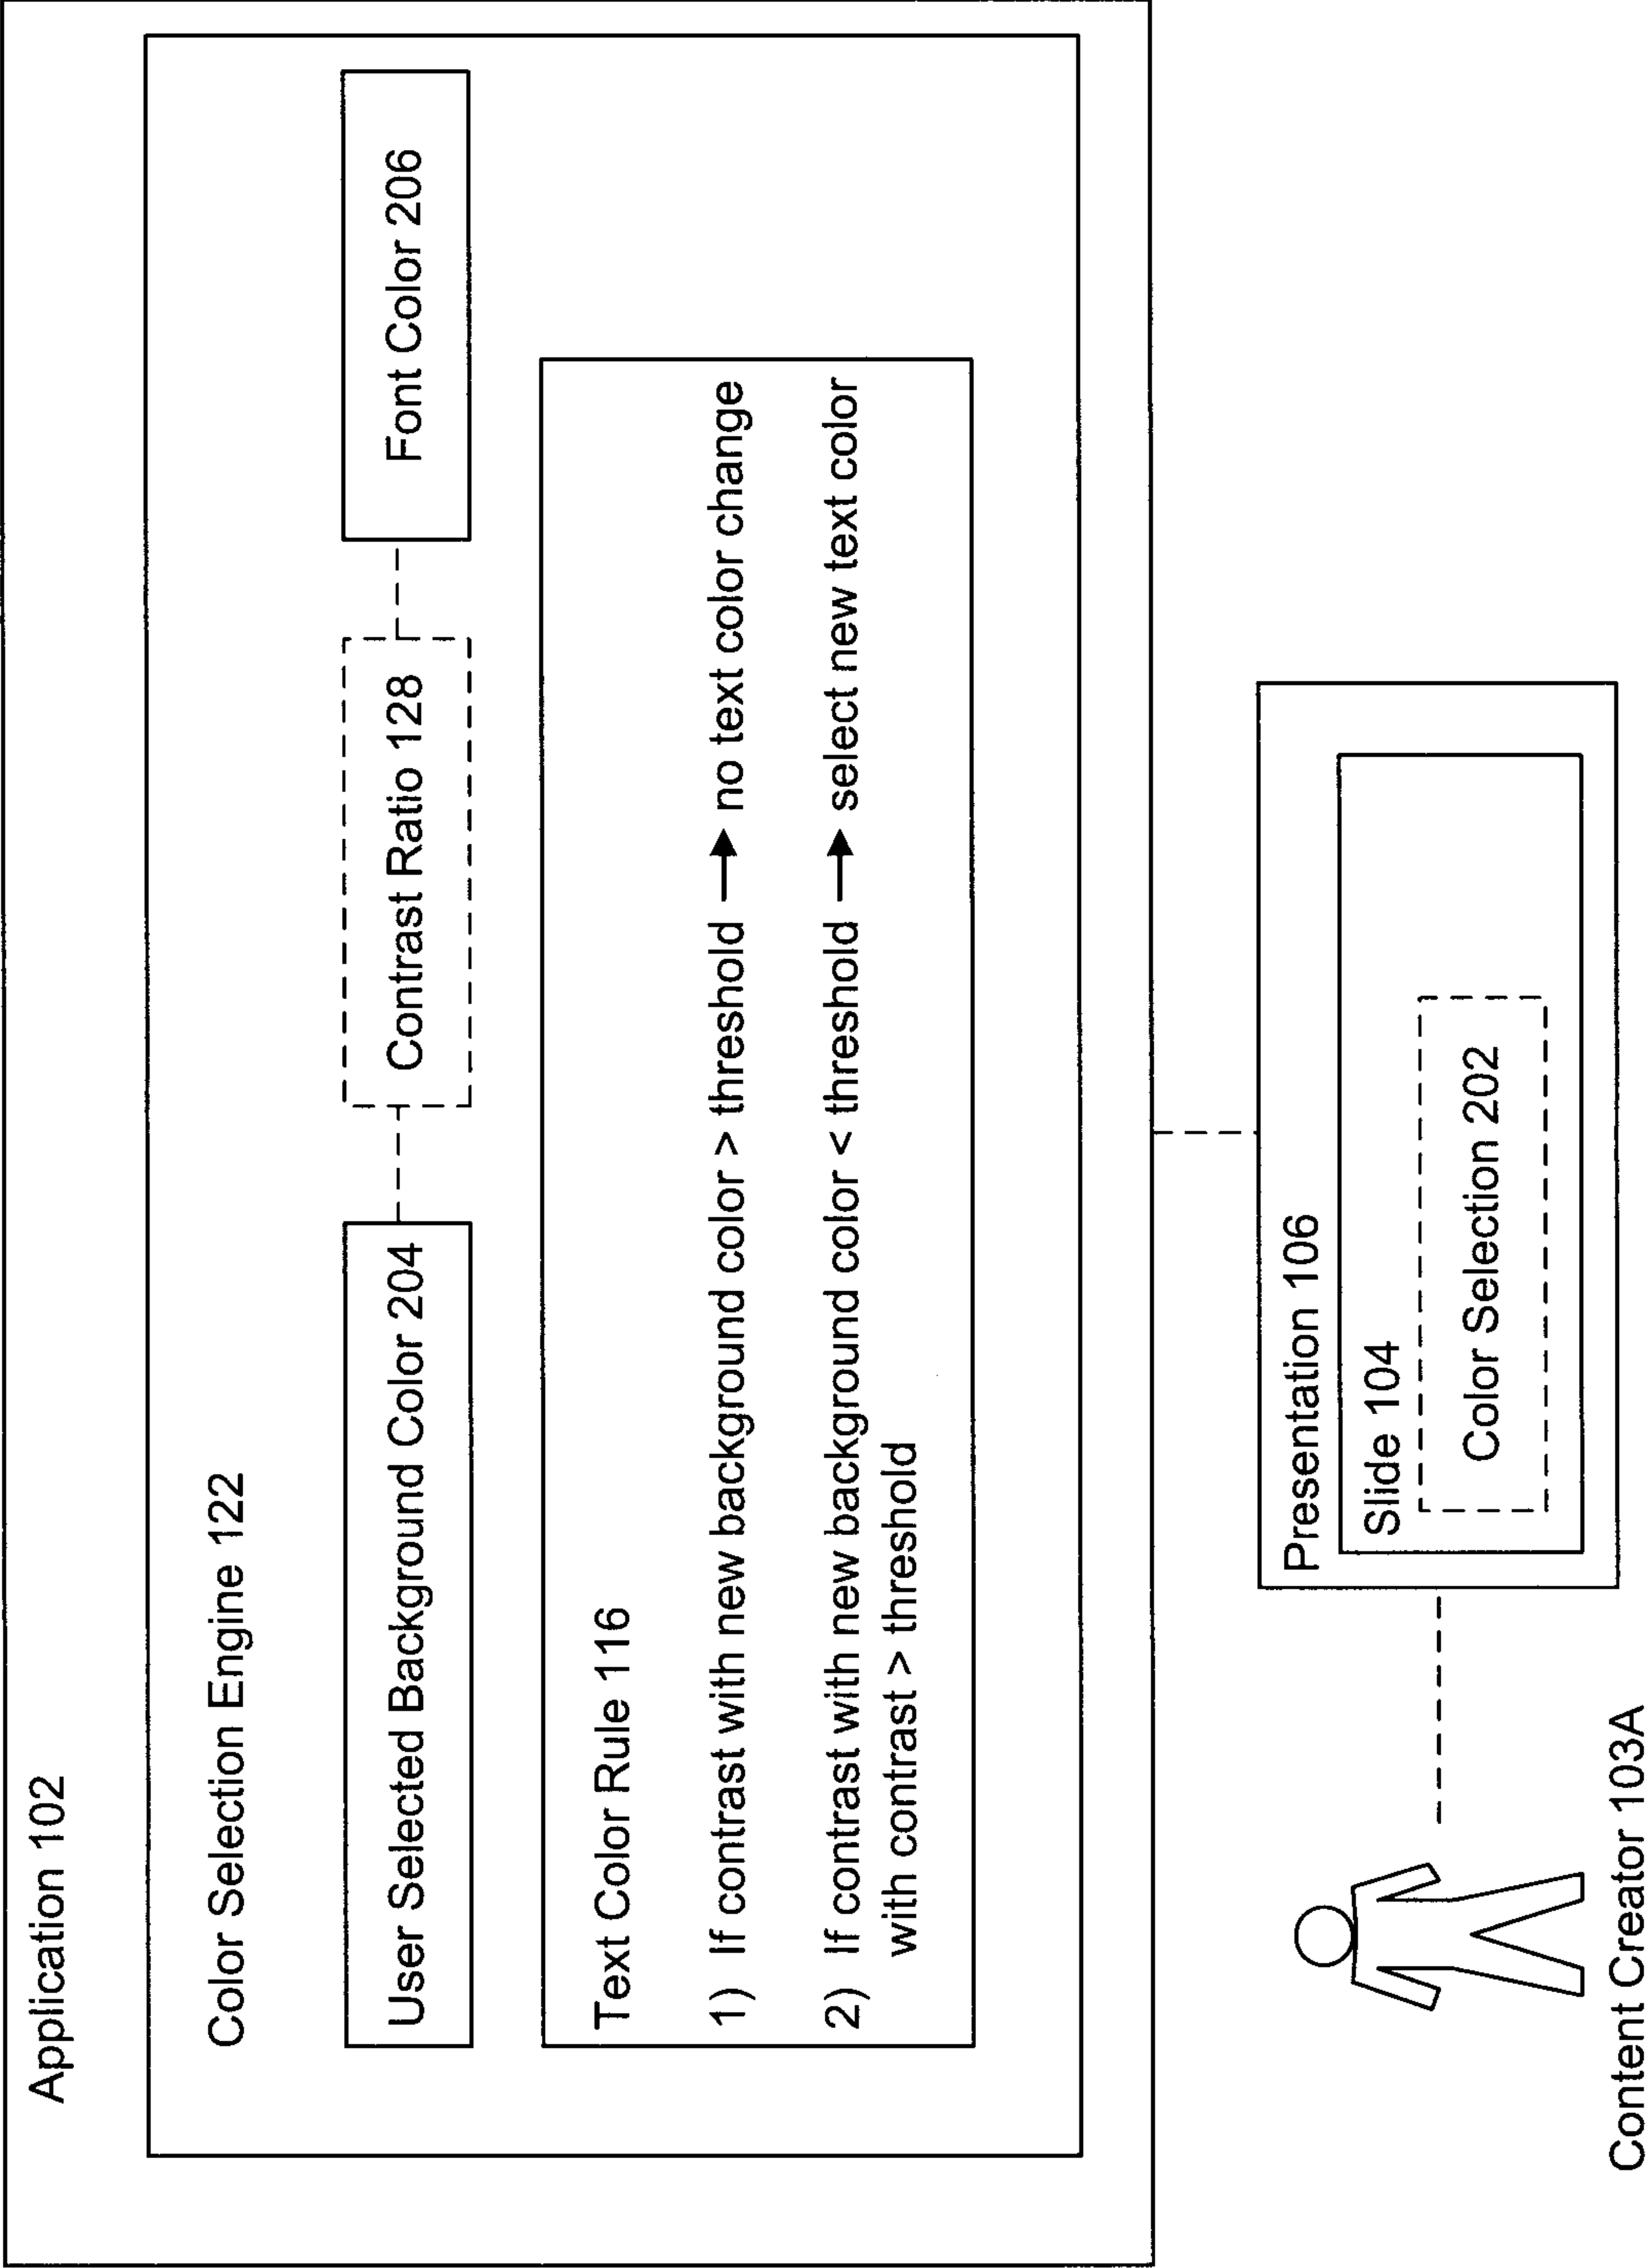 Application 102
Color Selection Engine 122
User Selected Background Color 204
Contrast Ratio 128
Font Color 206
Text Color Rule 116
1) If contrast with new background color > threshold → no text color change
2) If contrast with new background color < threshold → select new text color
with contrast > threshold
Presentation 106
Slide 104
Color Selection 202
Content Creator 103A